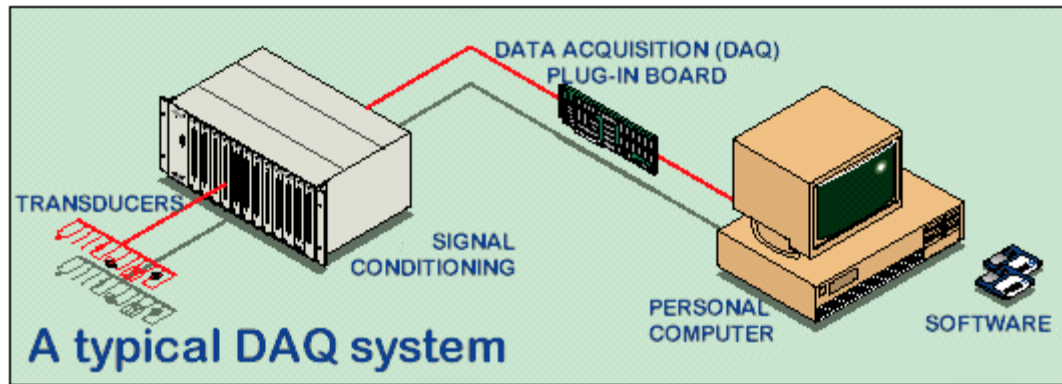 DATA ACQUISITION (DAQ)
PLUG-IN BOARD
TRANSDUCERS
SIGNAL
CONDITIONING
PERSONAL
COMPUTER
SOFTWARE
A typical DAQ system